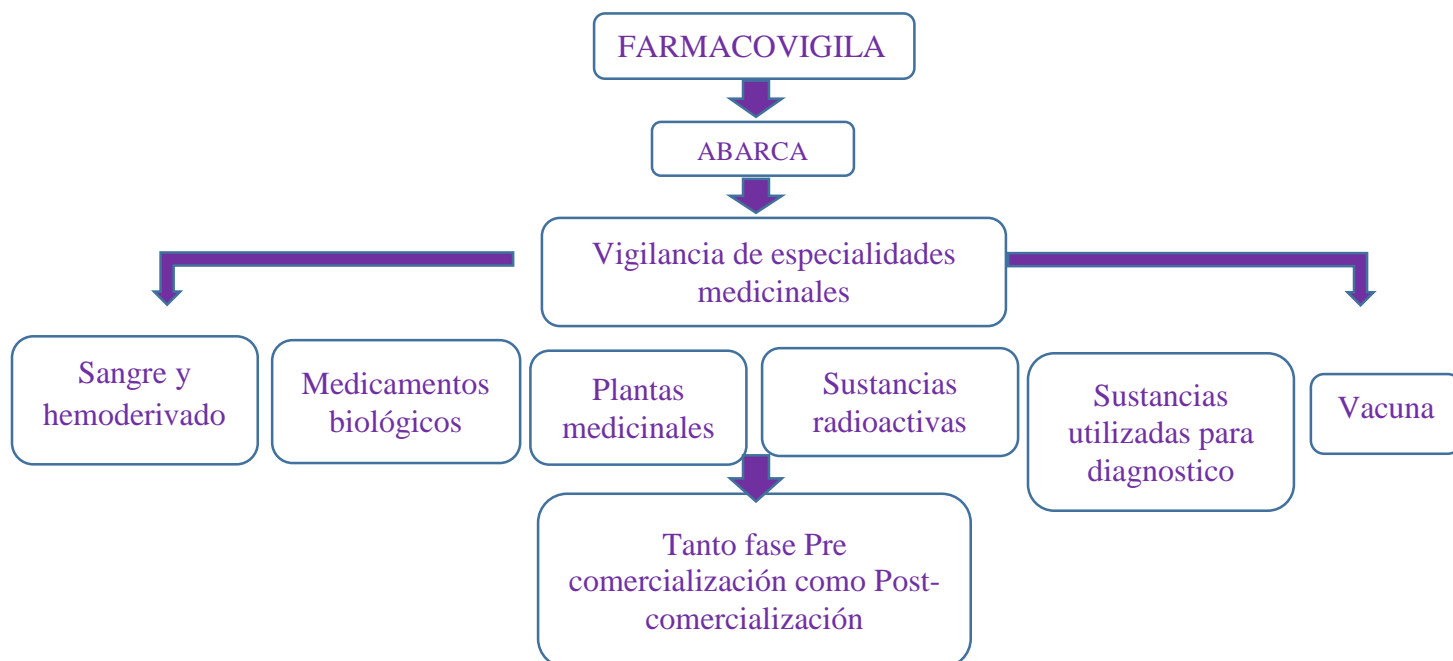 FARMACOVIGILA
ABARCA
Vigilancia de especialidades
medicinales
Sangre y
hemoderivado
Medicamentos
biológicos
Plantas
medicinales
Sustancias
radioactivas
Sustancias
utilizadas para
diagnostico
Vacuna
Tanto fase Pre
comercialización como Post-
comercialización